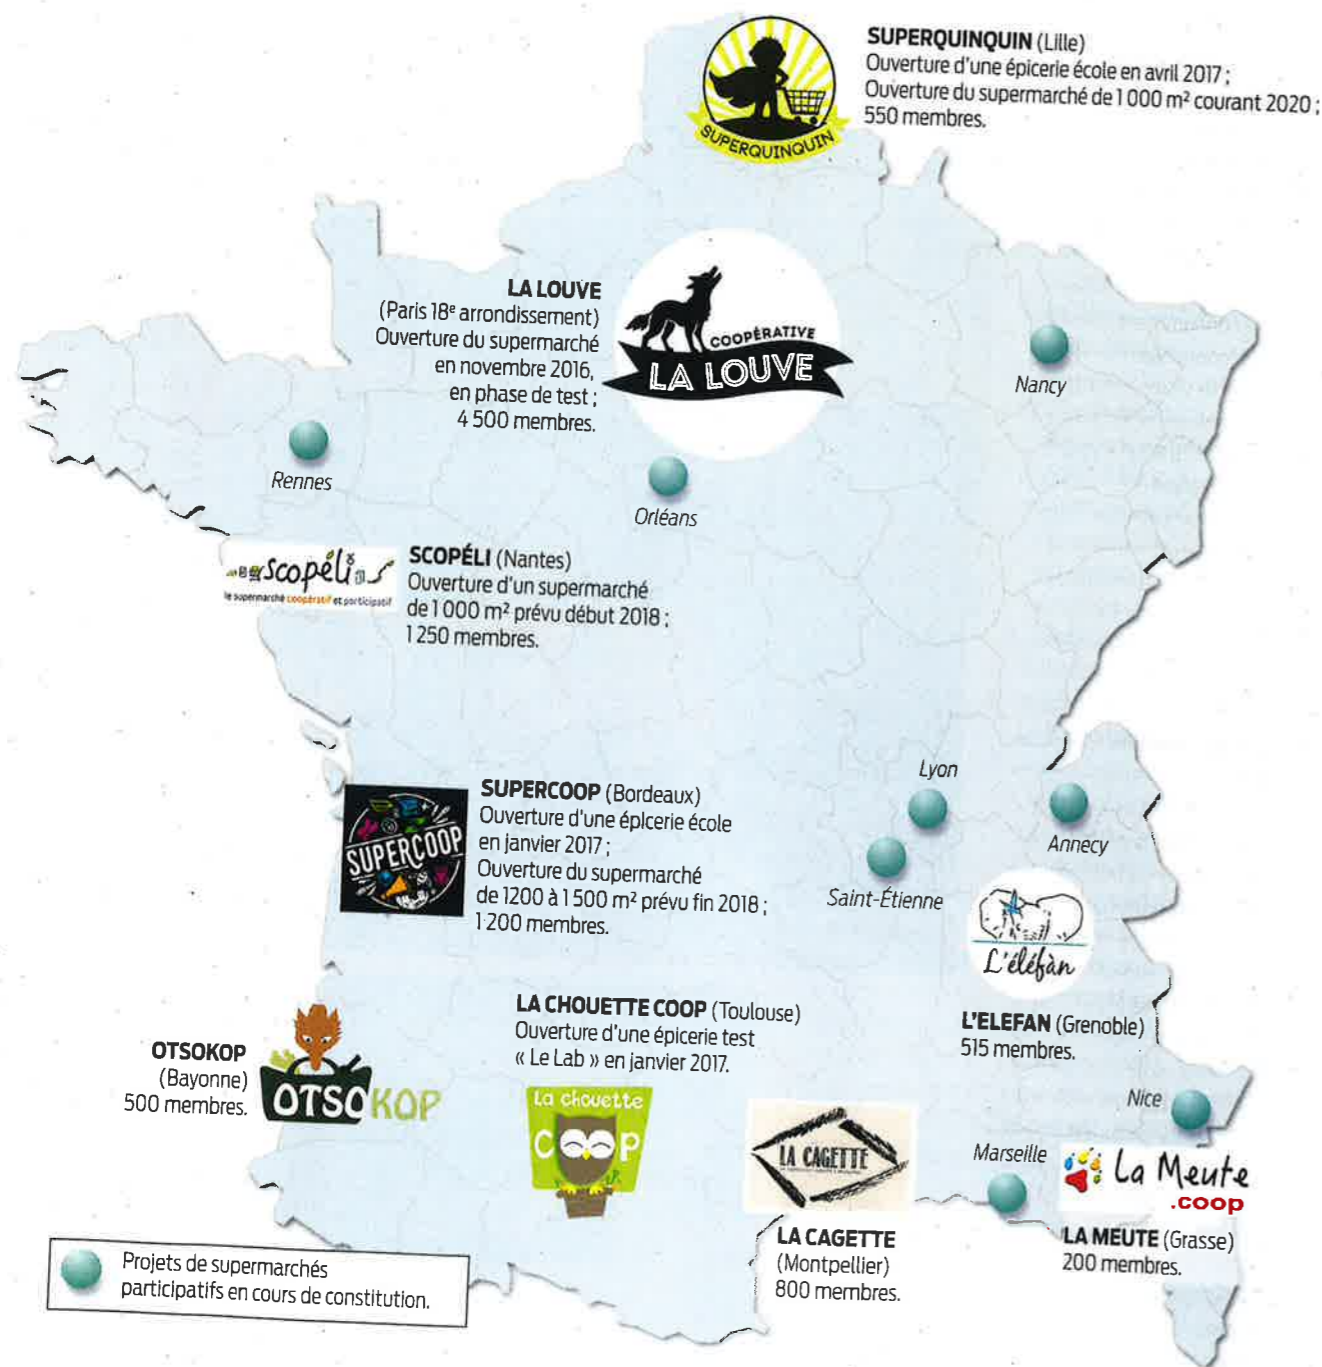 SUPERQUINQUIN (Lille)
Ouverture d'une épicerie école en avril 2017 ;
Ouverture du supermarché de 1 000 m² courant 2020 ;
550 membres.
SUPERQUINQUIN
LA LOUVE
(Paris 18e arrondissement)
Ouverture du supermarché
en novembre 2016,
en phase de test ;
4 500 membres.
COOPÉRATIVE
LA LOUVE
Nancy
Rennes
Orléans
scopéli
le supermarché coopératif et participatif
SCOPÉLI (Nantes)
Ouverture d'un supermarché
de 1 000 m² prévu début 2018 ;
1 250 membres.
SUPERCOOP
SUPERCOOP (Bordeaux)
Ouverture d'une épicerie école
en janvier 2017 ;
Ouverture du supermarché
de 1200 à 1 500 m² prévu fin 2018 ;
1 200 membres.
Lyon
Annecy
Saint-Étienne
L'éléfàn
L'ELEFAN (Grenoble)
515 membres.
OTSOKOP
(Bayonne)
500 membres.
OTSOKOP
LA CHOUETTE COOP (Toulouse)
Ouverture d'une épicerie test
« Le Lab » en janvier 2017.
La chouette
COOP
LA CAGETTE
LA CAGETTE
(Montpellier)
800 membres.
Nice
Marseille
La Meute
.coop
LA MEUTE (Grasse)
200 membres.
Projets de supermarchés
participatifs en cours de constitution.